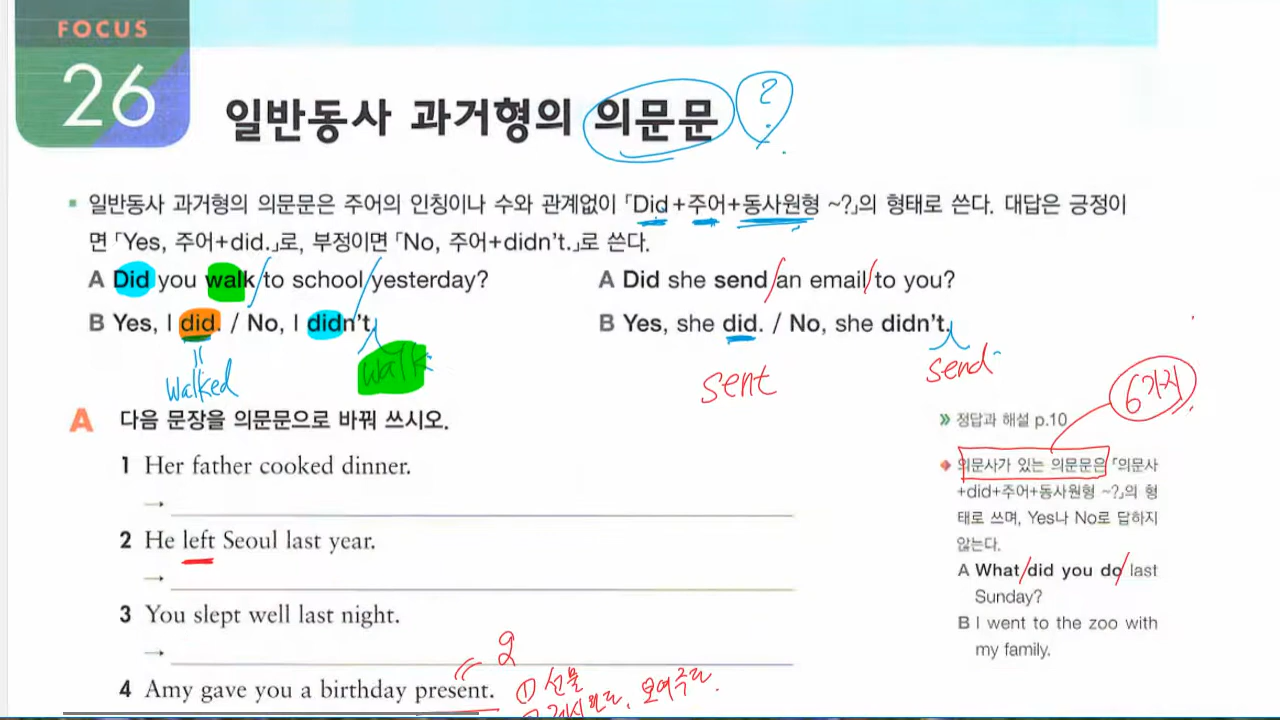 FOCUS
26
일반동사 과거형의 의문문 ?
일반동사 과거형의 의문문은 주어의 인칭이나 수와 관계없이 「Did+주어+동사원형 ~?」의 형태로 쓴다. 대답은 긍정이
면 「Yes, 주어+did.」로, 부정이면 「No, 주어+didn't.」로 쓴다.
A Did you walk to school yesterday?
B Yes, I did. / No, I didn't.
walked
walk
A Did she send an email to you?
B Yes, she did. / No, she didn't.
sent
send
A 다음 문장을 의문문으로 바꿔 쓰시오.
1 Her father cooked dinner.
→
2 He left Seoul last year.
→
3 You slept well last night.
→
4 Amy gave you a birthday present.
2
① 선물
보여주다.
» 정답과 해설 p.10
6가지
의문사가 있는 의문문은 「의문사
+did+주어+동사원형 ~?」의 형
태로 쓰며, Yes나 No로 답하지
않는다.
A What did you do last
Sunday?
B I went to the zoo with
my family.